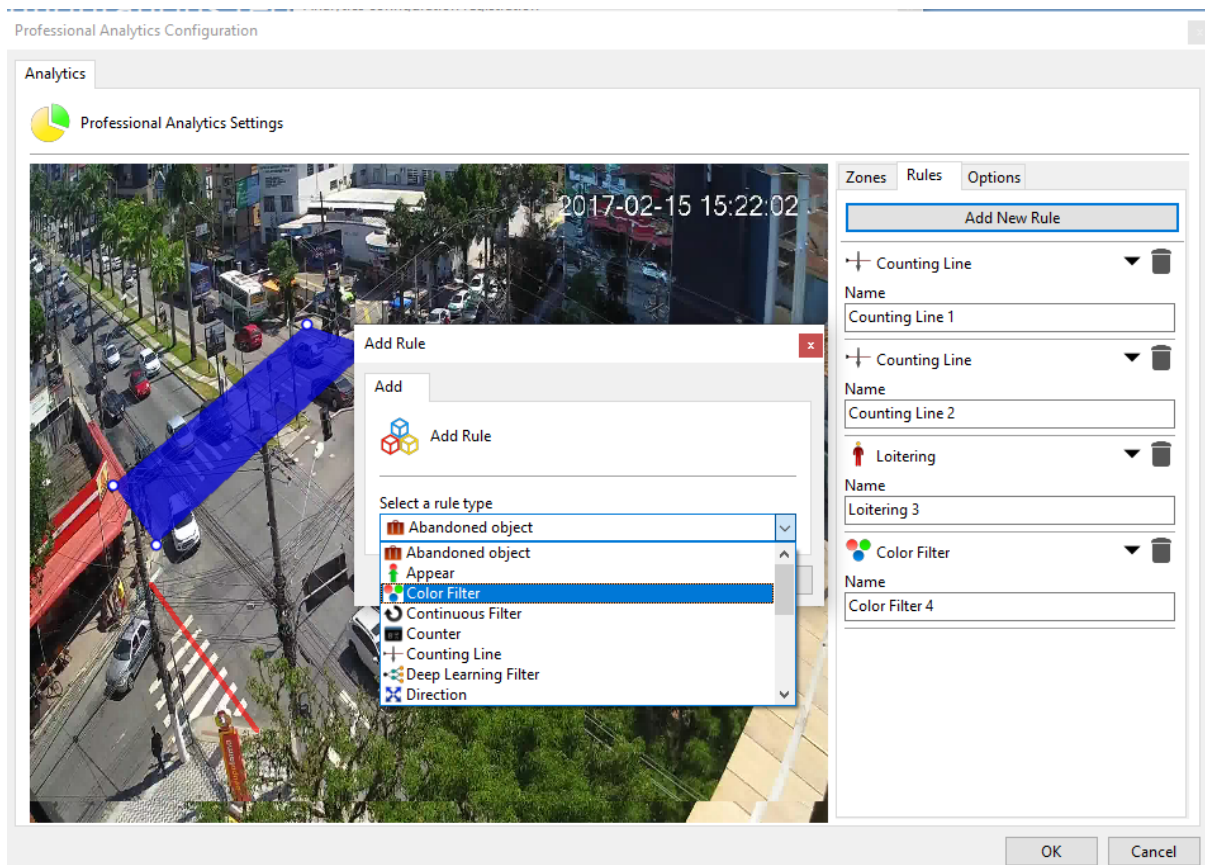 Professional Analytics Configuration
Analytics
Professional Analytics Settings
2017-02-15 15:22:02
Zones Rules Options
Add New Rule
Counting Line
Name
Counting Line 1
Counting Line
Name
Counting Line 2
Loitering
Name
Loitering 3
Color Filter
Name
Color Filter 4
Add Rule
x
Add
Add Rule
Select a rule type
Abandoned object
Abandoned object
Appear
Color Filter
Continuous Filter
Counter
Counting Line
Deep Learning Filter
Direction
OK Cancel